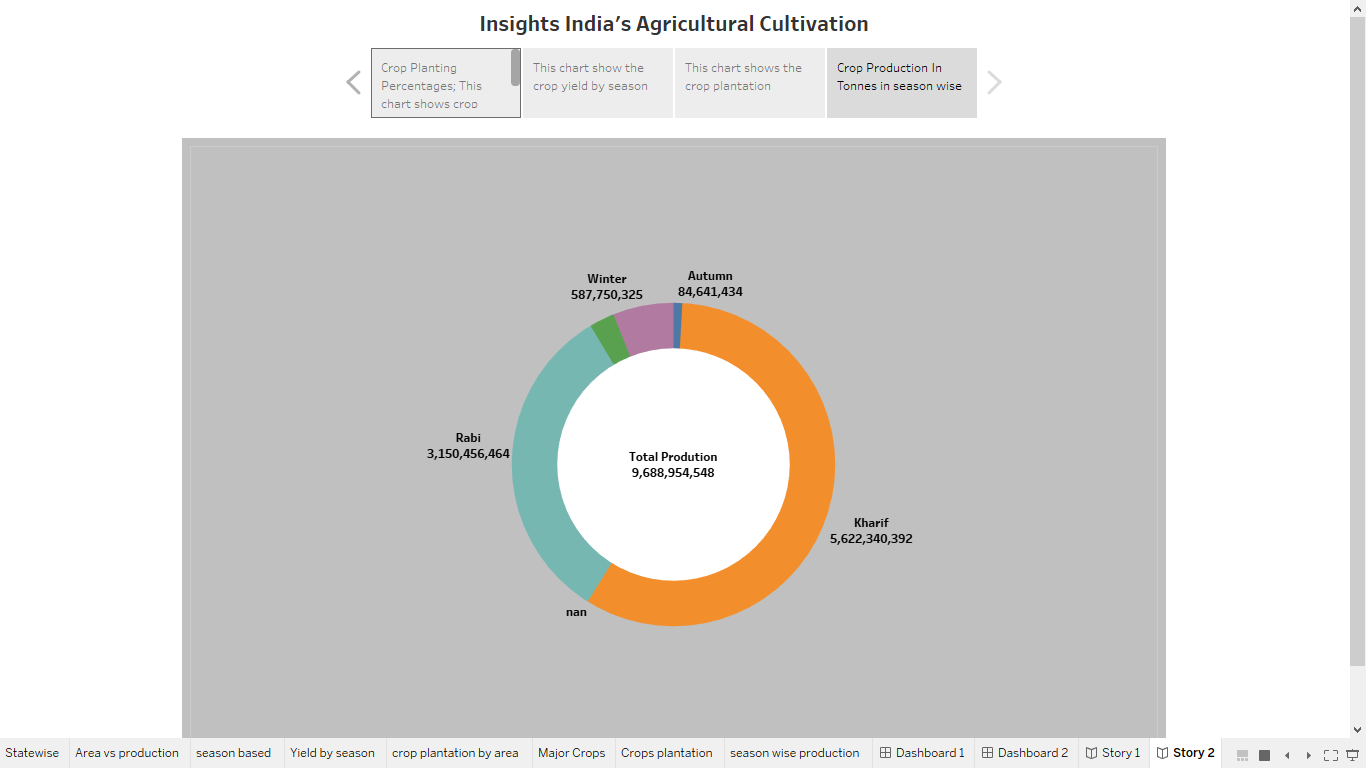 Insights India’s Agricultural Cultivation
Crop Planting
Percentages; This
chart shows crop
This chart show the
crop yield by season
This chart shows the
crop plantation
Crop Production In
Tonnes in season wise
Winter
587,750,325
Autumn
84,641,434
Rabi
3,150,456,464
Total Prodution
9,688,954,548
Kharif
5,622,340,392
nan
Statewise
Area vs production
season based
Yield by season
crop plantation by area
Major Crops
Crops plantation
season wise production
Dashboard 1
Dashboard 2
Story 1
Story 2